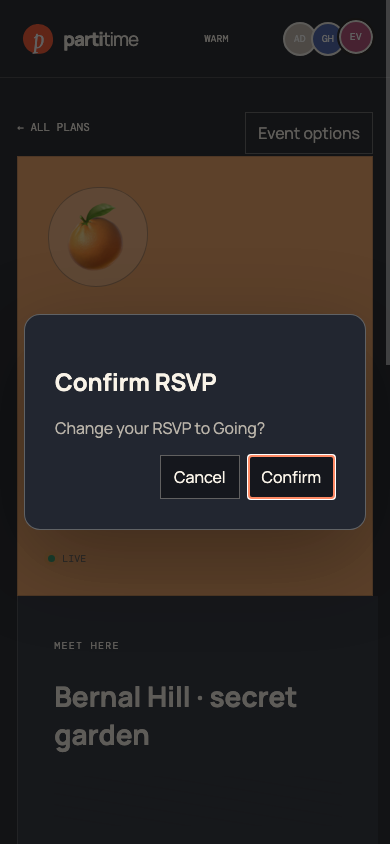 p partitime
WARM
AO GH EV
← ALL PLANS
Event options
Confirm RSVP
Change your RSVP to Going?
Cancel
Confirm
LIVE
MEET HERE
Bernal Hill · secret
garden